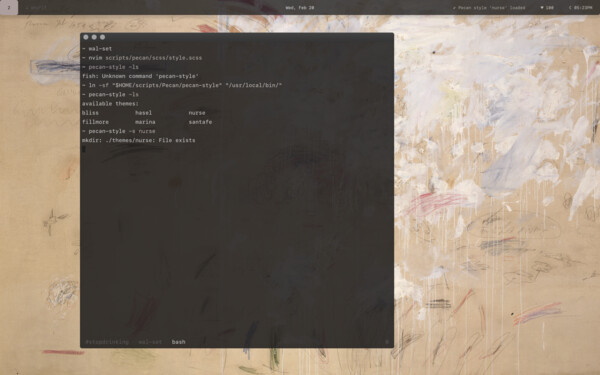 2
Wed, Feb 20
✓ Pecan style 'nurse' loaded
♥ 100
05:23PM
~ wal-set
~ nvim scripts/pecan/scss/style.scss
~ pecan-style -ls
fish: Unknown command 'pecan-style'
~ ln -sf "$HOME/scripts/Pecan/pecan-style" "/usr/local/bin/"
~ pecan-style -ls
available themes:
bliss hazel nurse
fillmore marina santafe
~ pecan-style -s nurse
mkdir: ./themes/nurse: File exists
wal-set bash